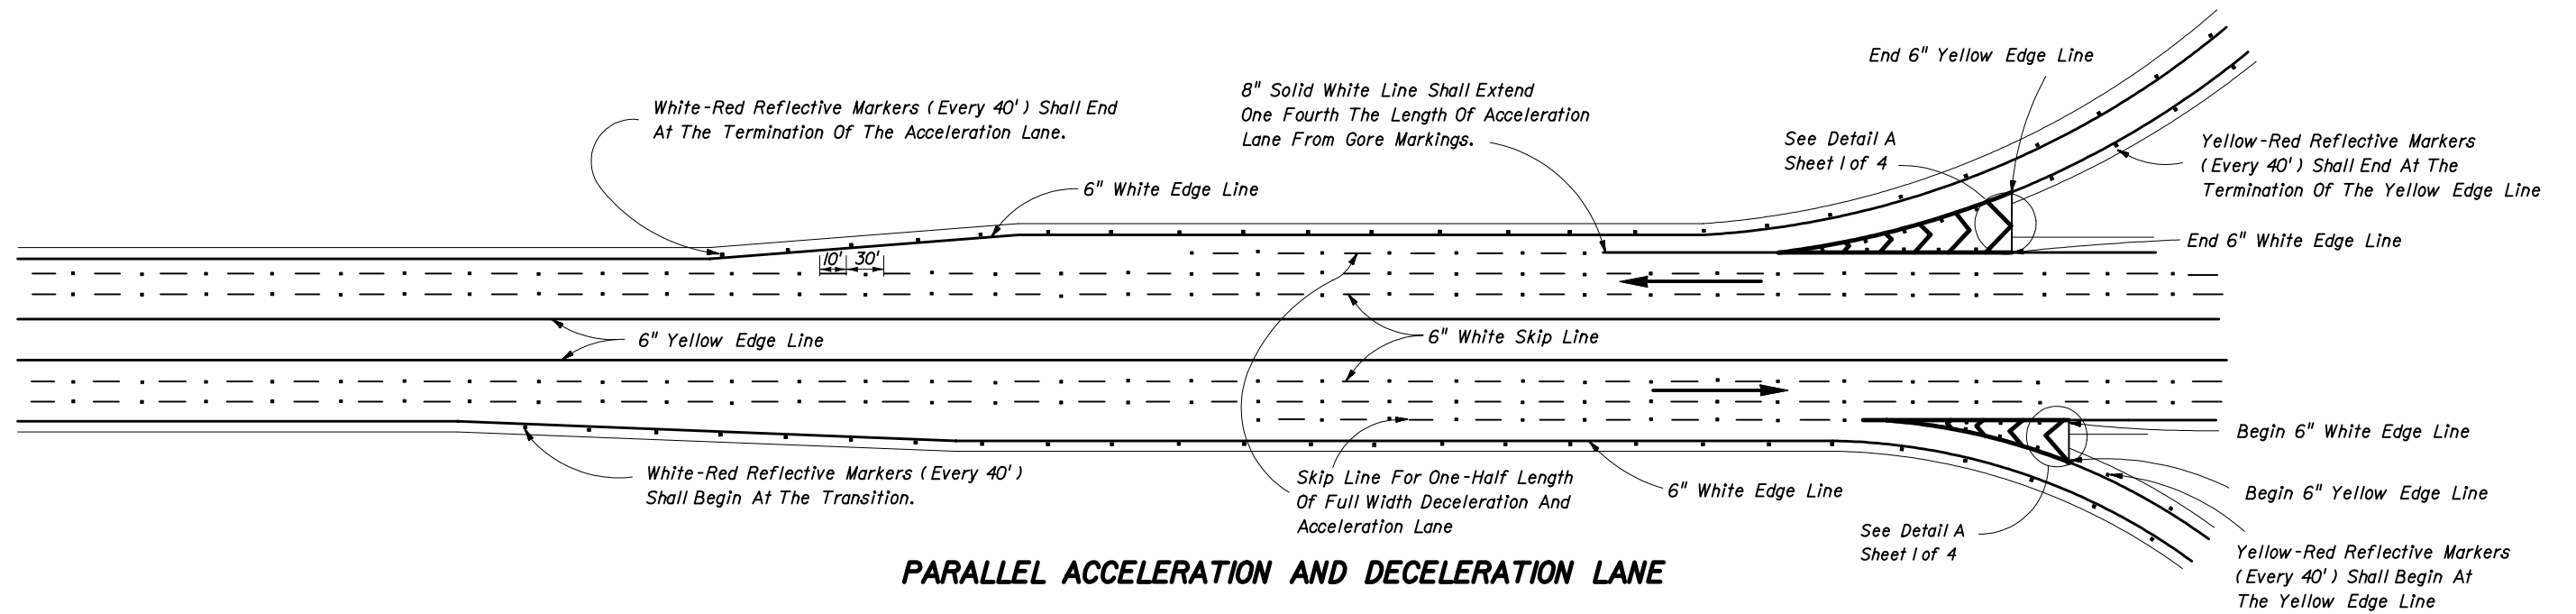 End 6" Yellow Edge Line
8" Solid White Line Shall Extend
One Fourth The Length Of Acceleration
Lane From Gore Markings.
White-Red Reflective Markers (Every 40') Shall End
At The Termination Of The Acceleration Lane.
See Detail A
Sheet 1 of 4
Yellow-Red Reflective Markers
(Every 40') Shall End At The
Termination Of The Yellow Edge Line
6" White Edge Line
End 6" White Edge Line
10' 30'
6" Yellow Edge Line
6" White Skip Line
Begin 6" White Edge Line
White-Red Reflective Markers (Every 40')
Shall Begin At The Transition.
Skip Line For One-Half Length
Of Full Width Deceleration And
Acceleration Lane
6" White Edge Line
Begin 6" Yellow Edge Line
See Detail A
Sheet 1 of 4
Yellow-Red Reflective Markers
(Every 40') Shall Begin At
The Yellow Edge Line
PARALLEL ACCELERATION AND DECELERATION LANE